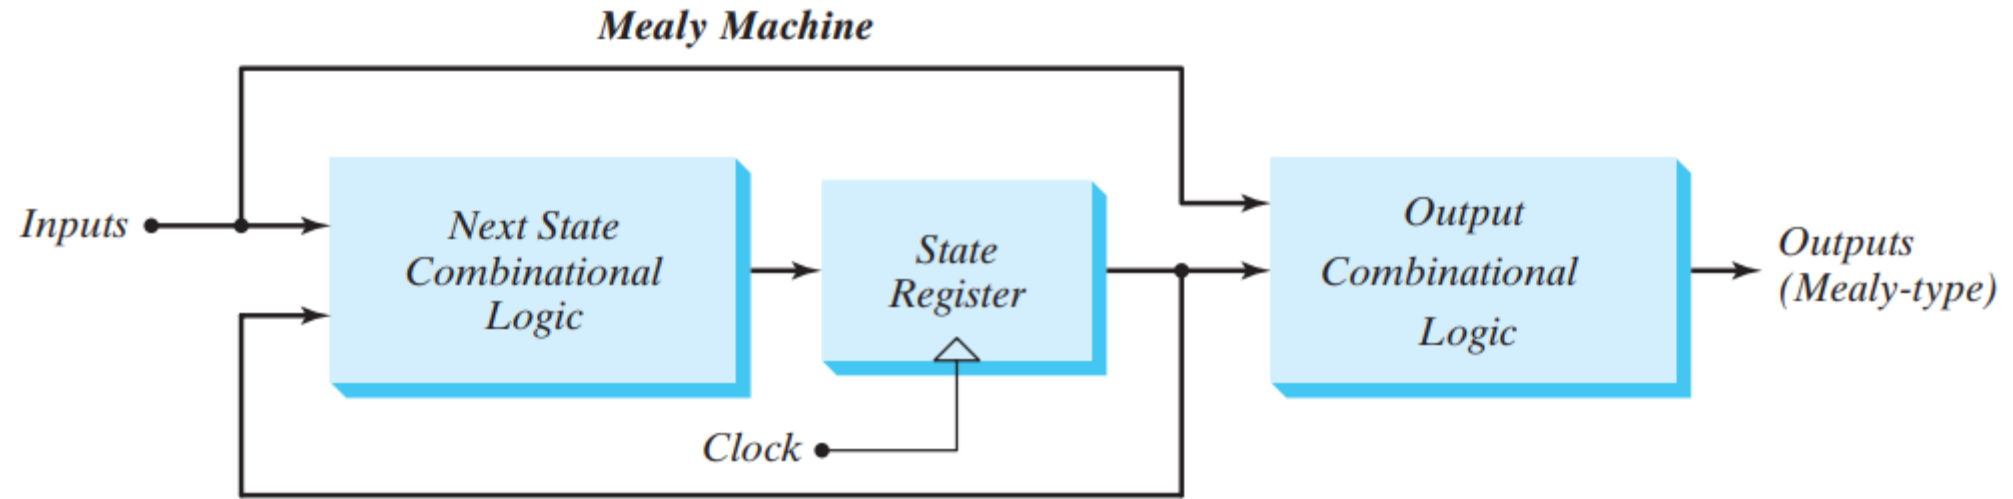 Mealy Machine
Inputs
Next State
Combinational
Logic
State
Register
Clock
Output
Combinational
Logic
Outputs
(Mealy-type)